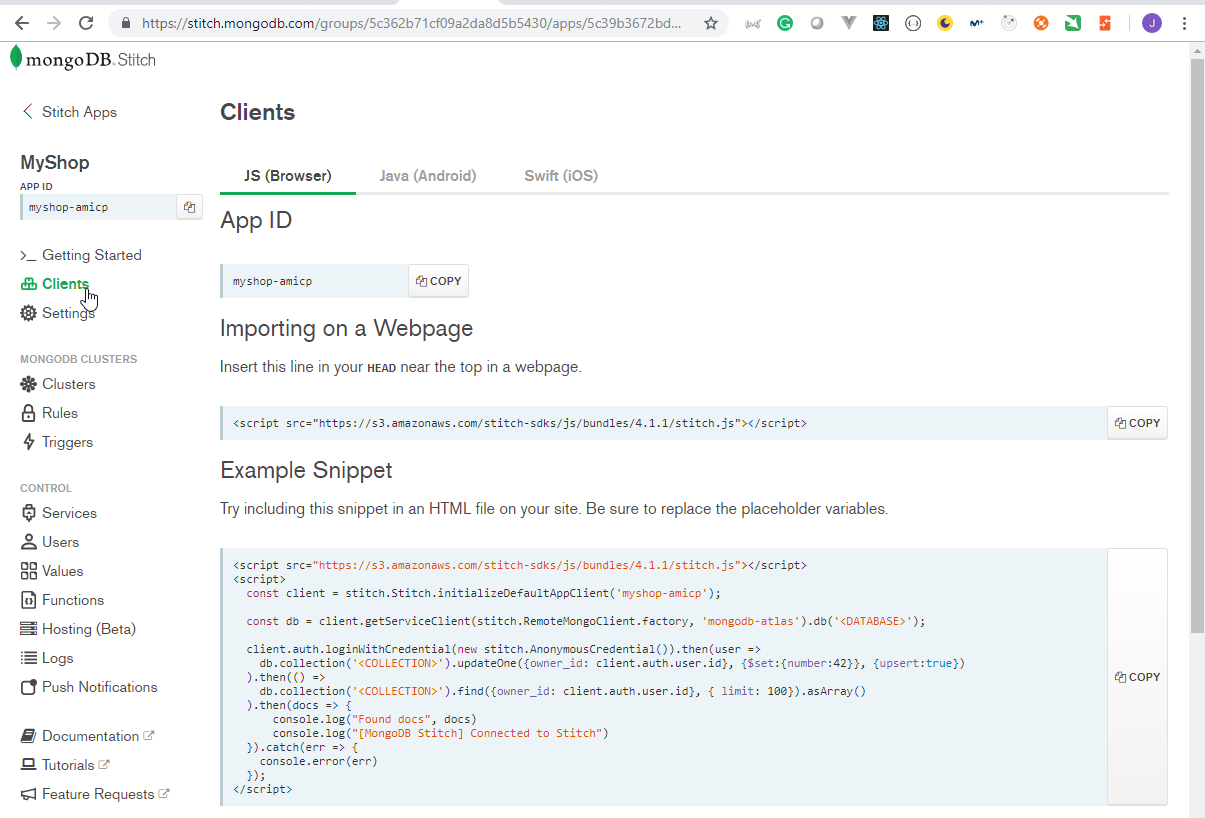 https://stitch.mongodb.com/groups/5c362b71cf09a2da8d5b5430/apps/5c39b3672bd...
J
mongoDB. Stitch
Stitch Apps
MyShop
APP ID
myshop-amicp
Getting Started
Clients
Settings
MONGODB CLUSTERS
Clusters
Rules
Triggers
CONTROL
Services
Users
Values
Functions
Hosting (Beta)
Logs
Push Notifications
Documentation
Tutorials
Feature Requests
Clients
JS (Browser) Java (Android) Swift (iOS)
App ID
myshop-amicp COPY
Importing on a Webpage
Insert this line in your HEAD near the top in a webpage.
<script src="https://s3.amazonaws.com/stitch-sdks/js/bundles/4.1.1/stitch.js"></script> COPY
Example Snippet
Try including this snippet in an HTML file on your site. Be sure to replace the placeholder variables.
<script src="https://s3.amazonaws.com/stitch-sdks/js/bundles/4.1.1/stitch.js"></script>
<script>
  const client = stitch.Stitch.initializeDefaultAppClient('myshop-amicp');
  const db = client.getServiceClient(stitch.RemoteMongoClient.factory, 'mongodb-atlas').db('<DATABASE>');
  client.auth.loginWithCredential(new stitch.AnonymousCredential()).then(user =>
    db.collection('<COLLECTION>').updateOne({owner_id: client.auth.user.id}, {$set:{number:42}}, {upsert:true})
  ).then(() =>
    db.collection('<COLLECTION>').find({owner_id: client.auth.user.id}, { limit: 100}).asArray()
  ).then(docs => {
      console.log("Found docs", docs)
      console.log("[MongoDB Stitch] Connected to Stitch")
  }).catch(err => {
    console.error(err)
  });
</script>
COPY